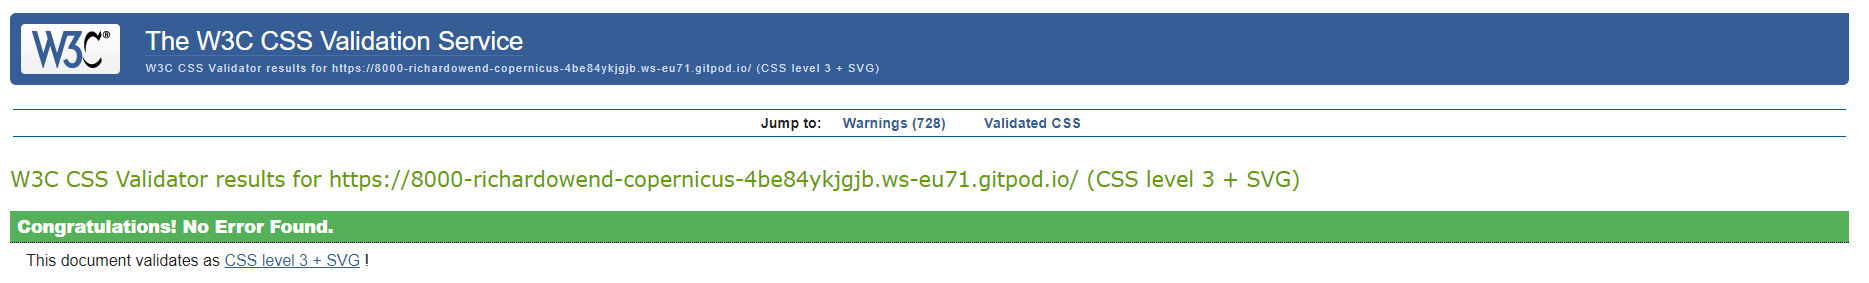 W3C®
The W3C CSS Validation Service
W3C CSS Validator results for https://8000-richardowend-copernicus-4be84ykjgjb.ws-eu71.gitpod.io/ (CSS level 3 + SVG)
Jump to: Warnings (728) Validated CSS
W3C CSS Validator results for https://8000-richardowend-copernicus-4be84ykjgjb.ws-eu71.gitpod.io/ (CSS level 3 + SVG)
Congratulations! No Error Found.
This document validates as CSS level 3 + SVG !